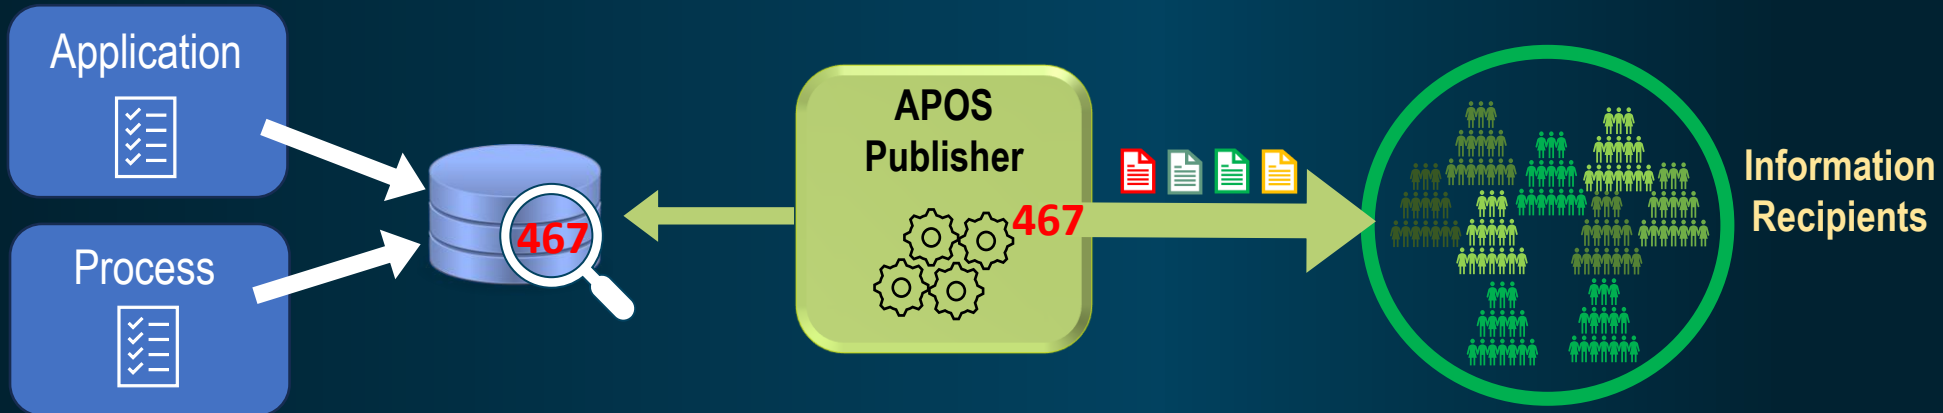 Application
Process
467
APOS
Publisher
467
Information
Recipients